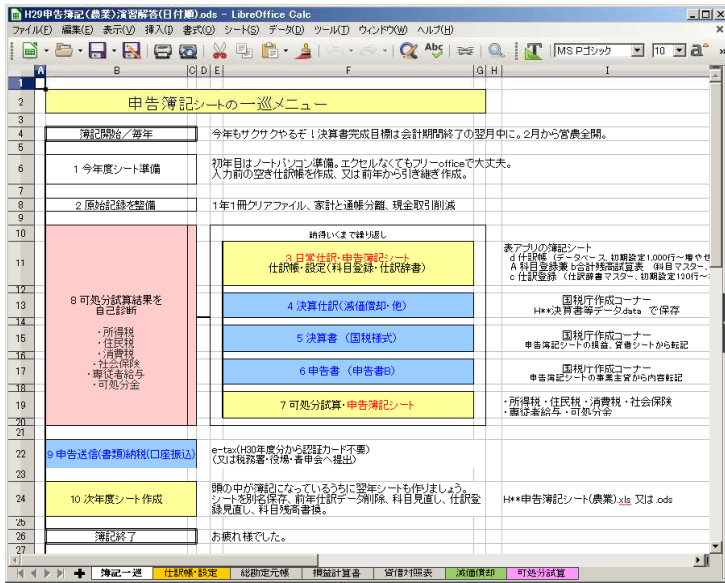 H29申告簿記(農業)演習解答(日付順).ods - LibreOffice Calc
ファイル(F) 編集(E) 表示(V) 挿入(I) 書式(O) シート(S) データ(D) ツール(T) ウィンドウ(W) ヘルプ(H)
MS Pゴシック 10
A B C D E F G H I
1
2 申告簿記シートの一巡メニュー
3
4 簿記開始/毎年 今年もサクサクやるぞ!決算書完成目標は会計期間終了の翌月中に。2月から営農全開。
5
6 1 今年度シート準備 初年目はノートパソコン準備。エクセルなくてもフリーofficeで大丈夫。
入力前の空き仕訳帳を作成、又は前年から引き継ぎ作成。
7
8 2 原始記録を整備 1年1冊クリアファイル、家計と通帳分離、現金取引削減
9
10 納得いくまで繰り返し
11 3 日常仕訳・申告簿記シート
仕訳帳・設定(科目登録・仕訳辞書)
表アプリの簿記シート
d 仕訳帳 (データベース、初期設定1,000行~増やせ
A 科目登録兼 b合計残高試算表 (科目マスター、
c 仕訳登録 (仕訳辞書マスター、初期設定120行~
12
13 8 可処分試算結果を
自己診断
4 決算仕訳(減価償却・他) 国税庁作成コーナー
H**決算書等データ.data で保存
14
15 ・所得税
・住民税
・消費税
・社会保険
・専従者給与
・可処分金
5 決算書 (国税様式) 国税庁作成コーナー
申告簿記シートの損益、貸借シートから転記
16
17 6 申告書 (申告書B) 国税庁作成コーナー
申告簿記シートの事業主貸から内容転記
18
19 7 可処分試算・申告簿記シート ・所得税・住民税・消費税・社会保険
・専従者給与・可処分金
20
21
22 9 申告送信(書類)納税(口座振込) e-tax(H30年度分から認証カード不要)
(又は税務署・役場・青申会へ提出)
23
24 10 次年度シート作成 頭の中が簿記になっているうちに翌年シートも作りましょう。
シートを別名保存、前年仕訳データ削除、科目見直し、仕訳登
録見直し、科目残高書換。
H**申告簿記シート(農業).xls 又は .ods
25
26 簿記終了 お疲れ様でした。
27
簿記一巡 仕訳帳・設定 総勘定元帳 損益計算書 貸借対照表 減価償却 可処分試算